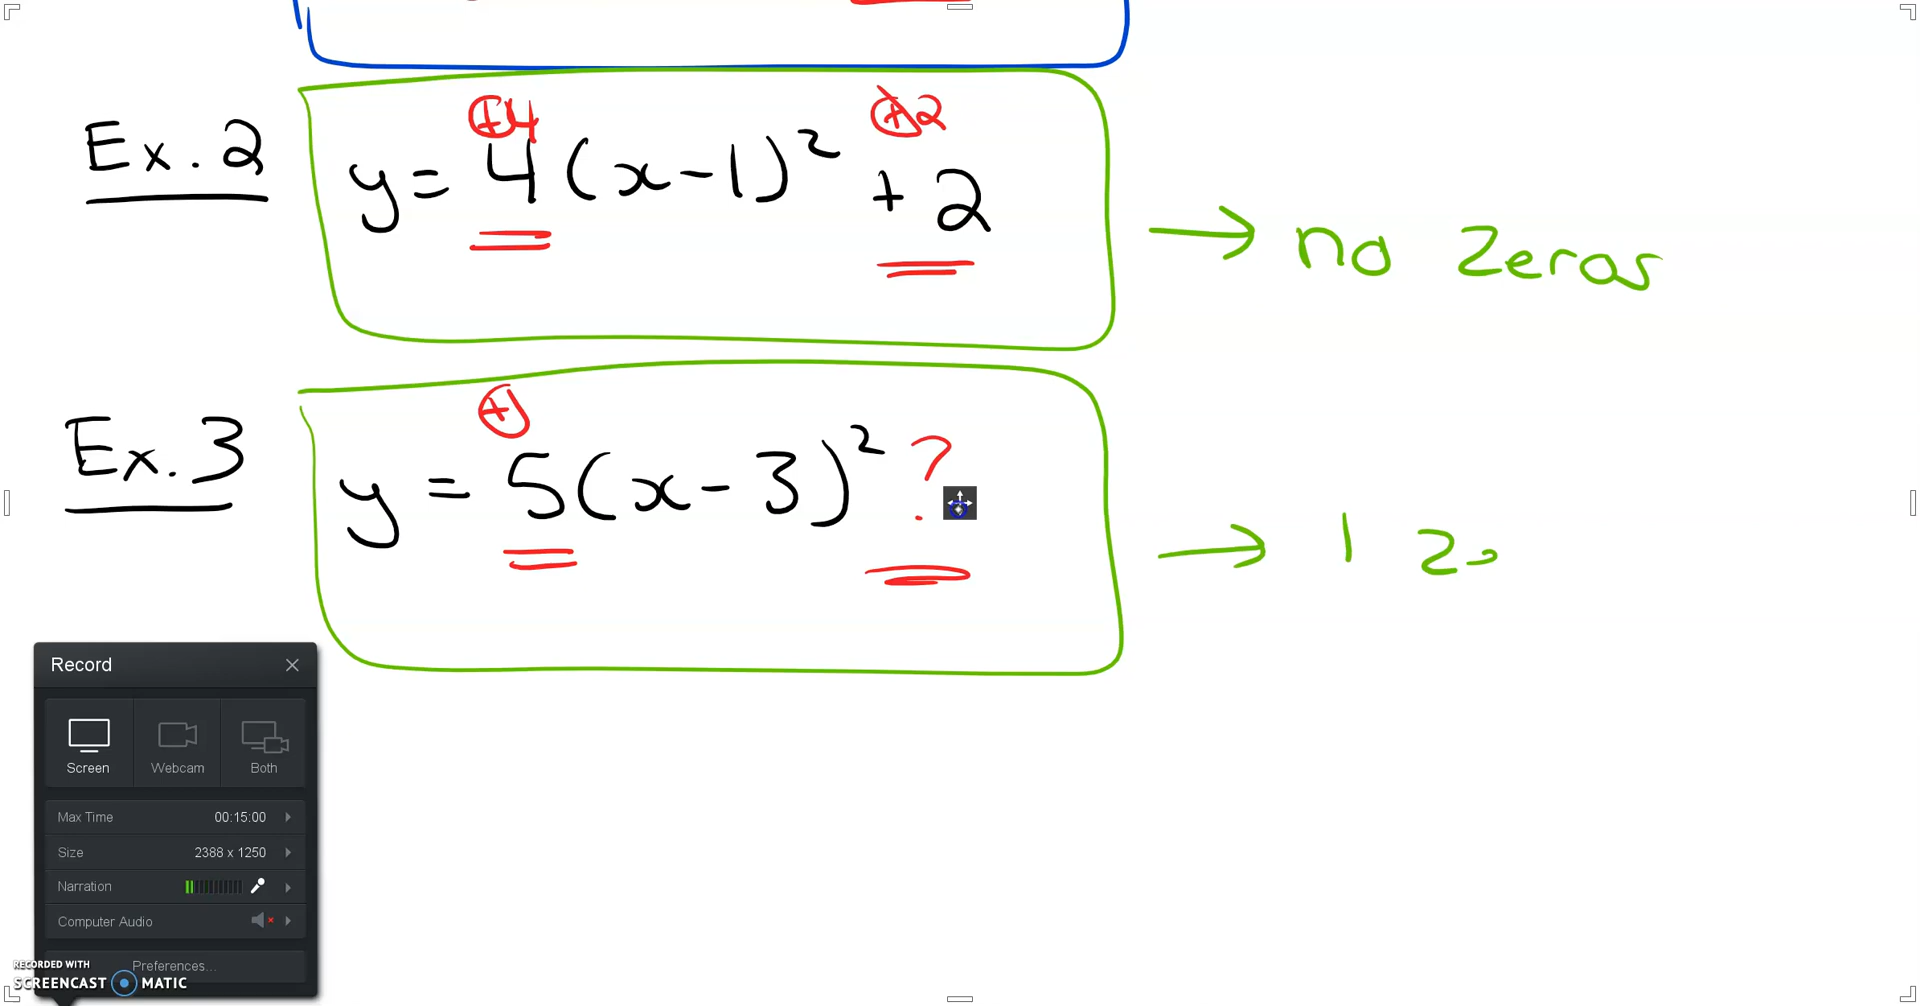 +4 +2
Ex.2 y = 4(x-1)² + 2
→ no zeros
+
Ex.3 y = 5(x-3)² ?
→ 1 ze
Record
Screen Webcam Both
Max Time 00:15:00
Size 2388 x 1250
Narration
Computer Audio
Preferences...
RECORDED WITH
SCREENCAST MATIC